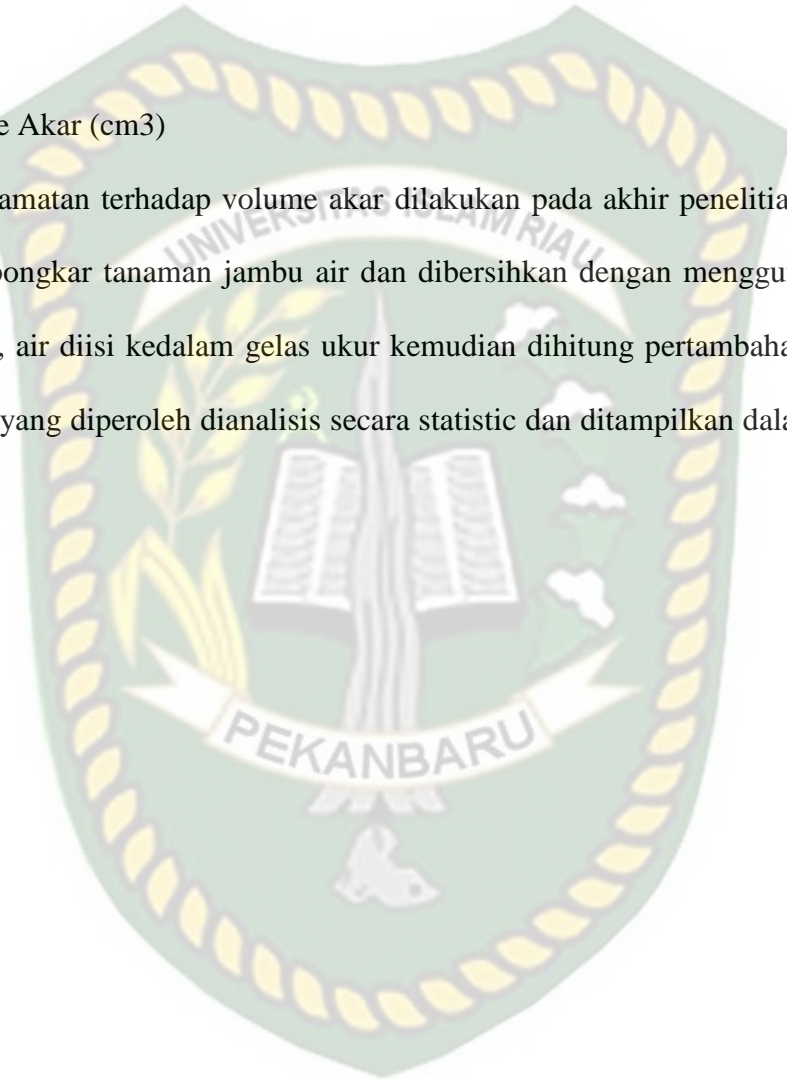 e Akar (cm3)
amatan terhadap volume akar dilakukan pada akhir penelitia
UNIVERSITAS ISLAM RIAU
ongkar tanaman jambu air dan dibersihkan dengan menggu
, air diisi kedalam gelas ukur kemudian dihitung pertambaha
yang diperoleh dianalisis secara statistic dan ditampilkan dala
PEKANBARU